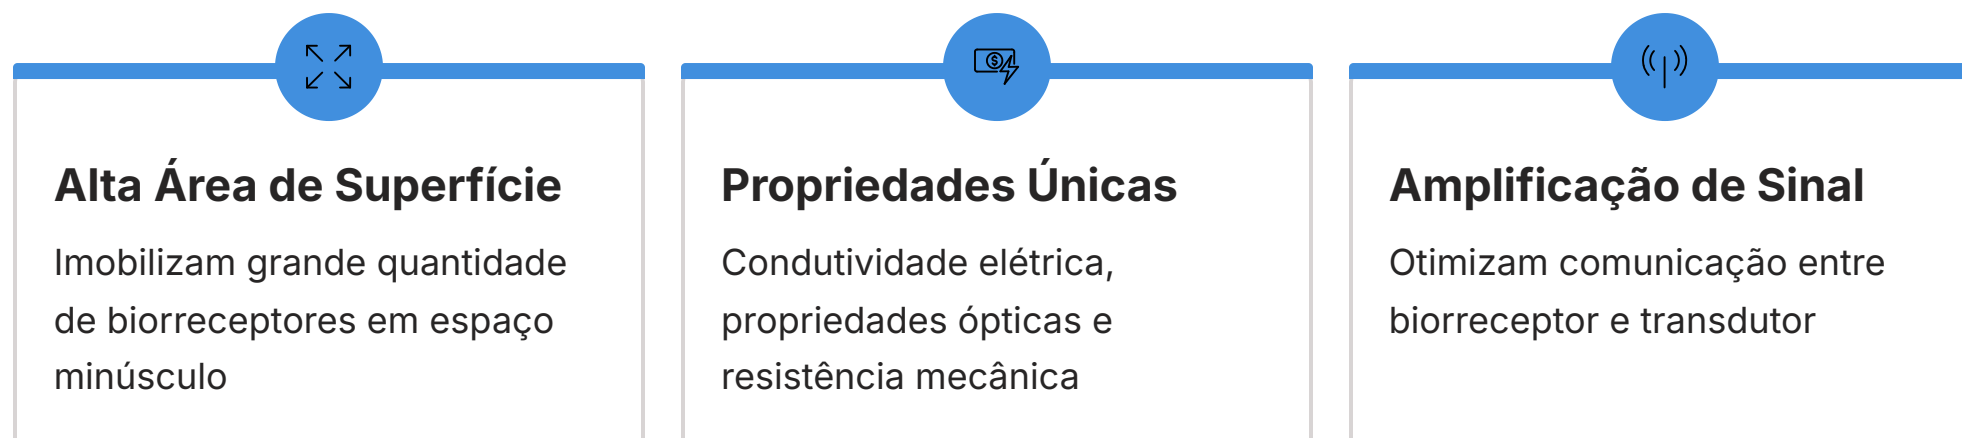 Alta Área de Superfície
Imobilizam grande quantidade
de biorreceptores em espaço
minúsculo
Propriedades Únicas
Condutividade elétrica,
propriedades ópticas e
resistência mecânica
Amplificação de Sinal
Otimizam comunicação entre
biorreceptor e transdutor